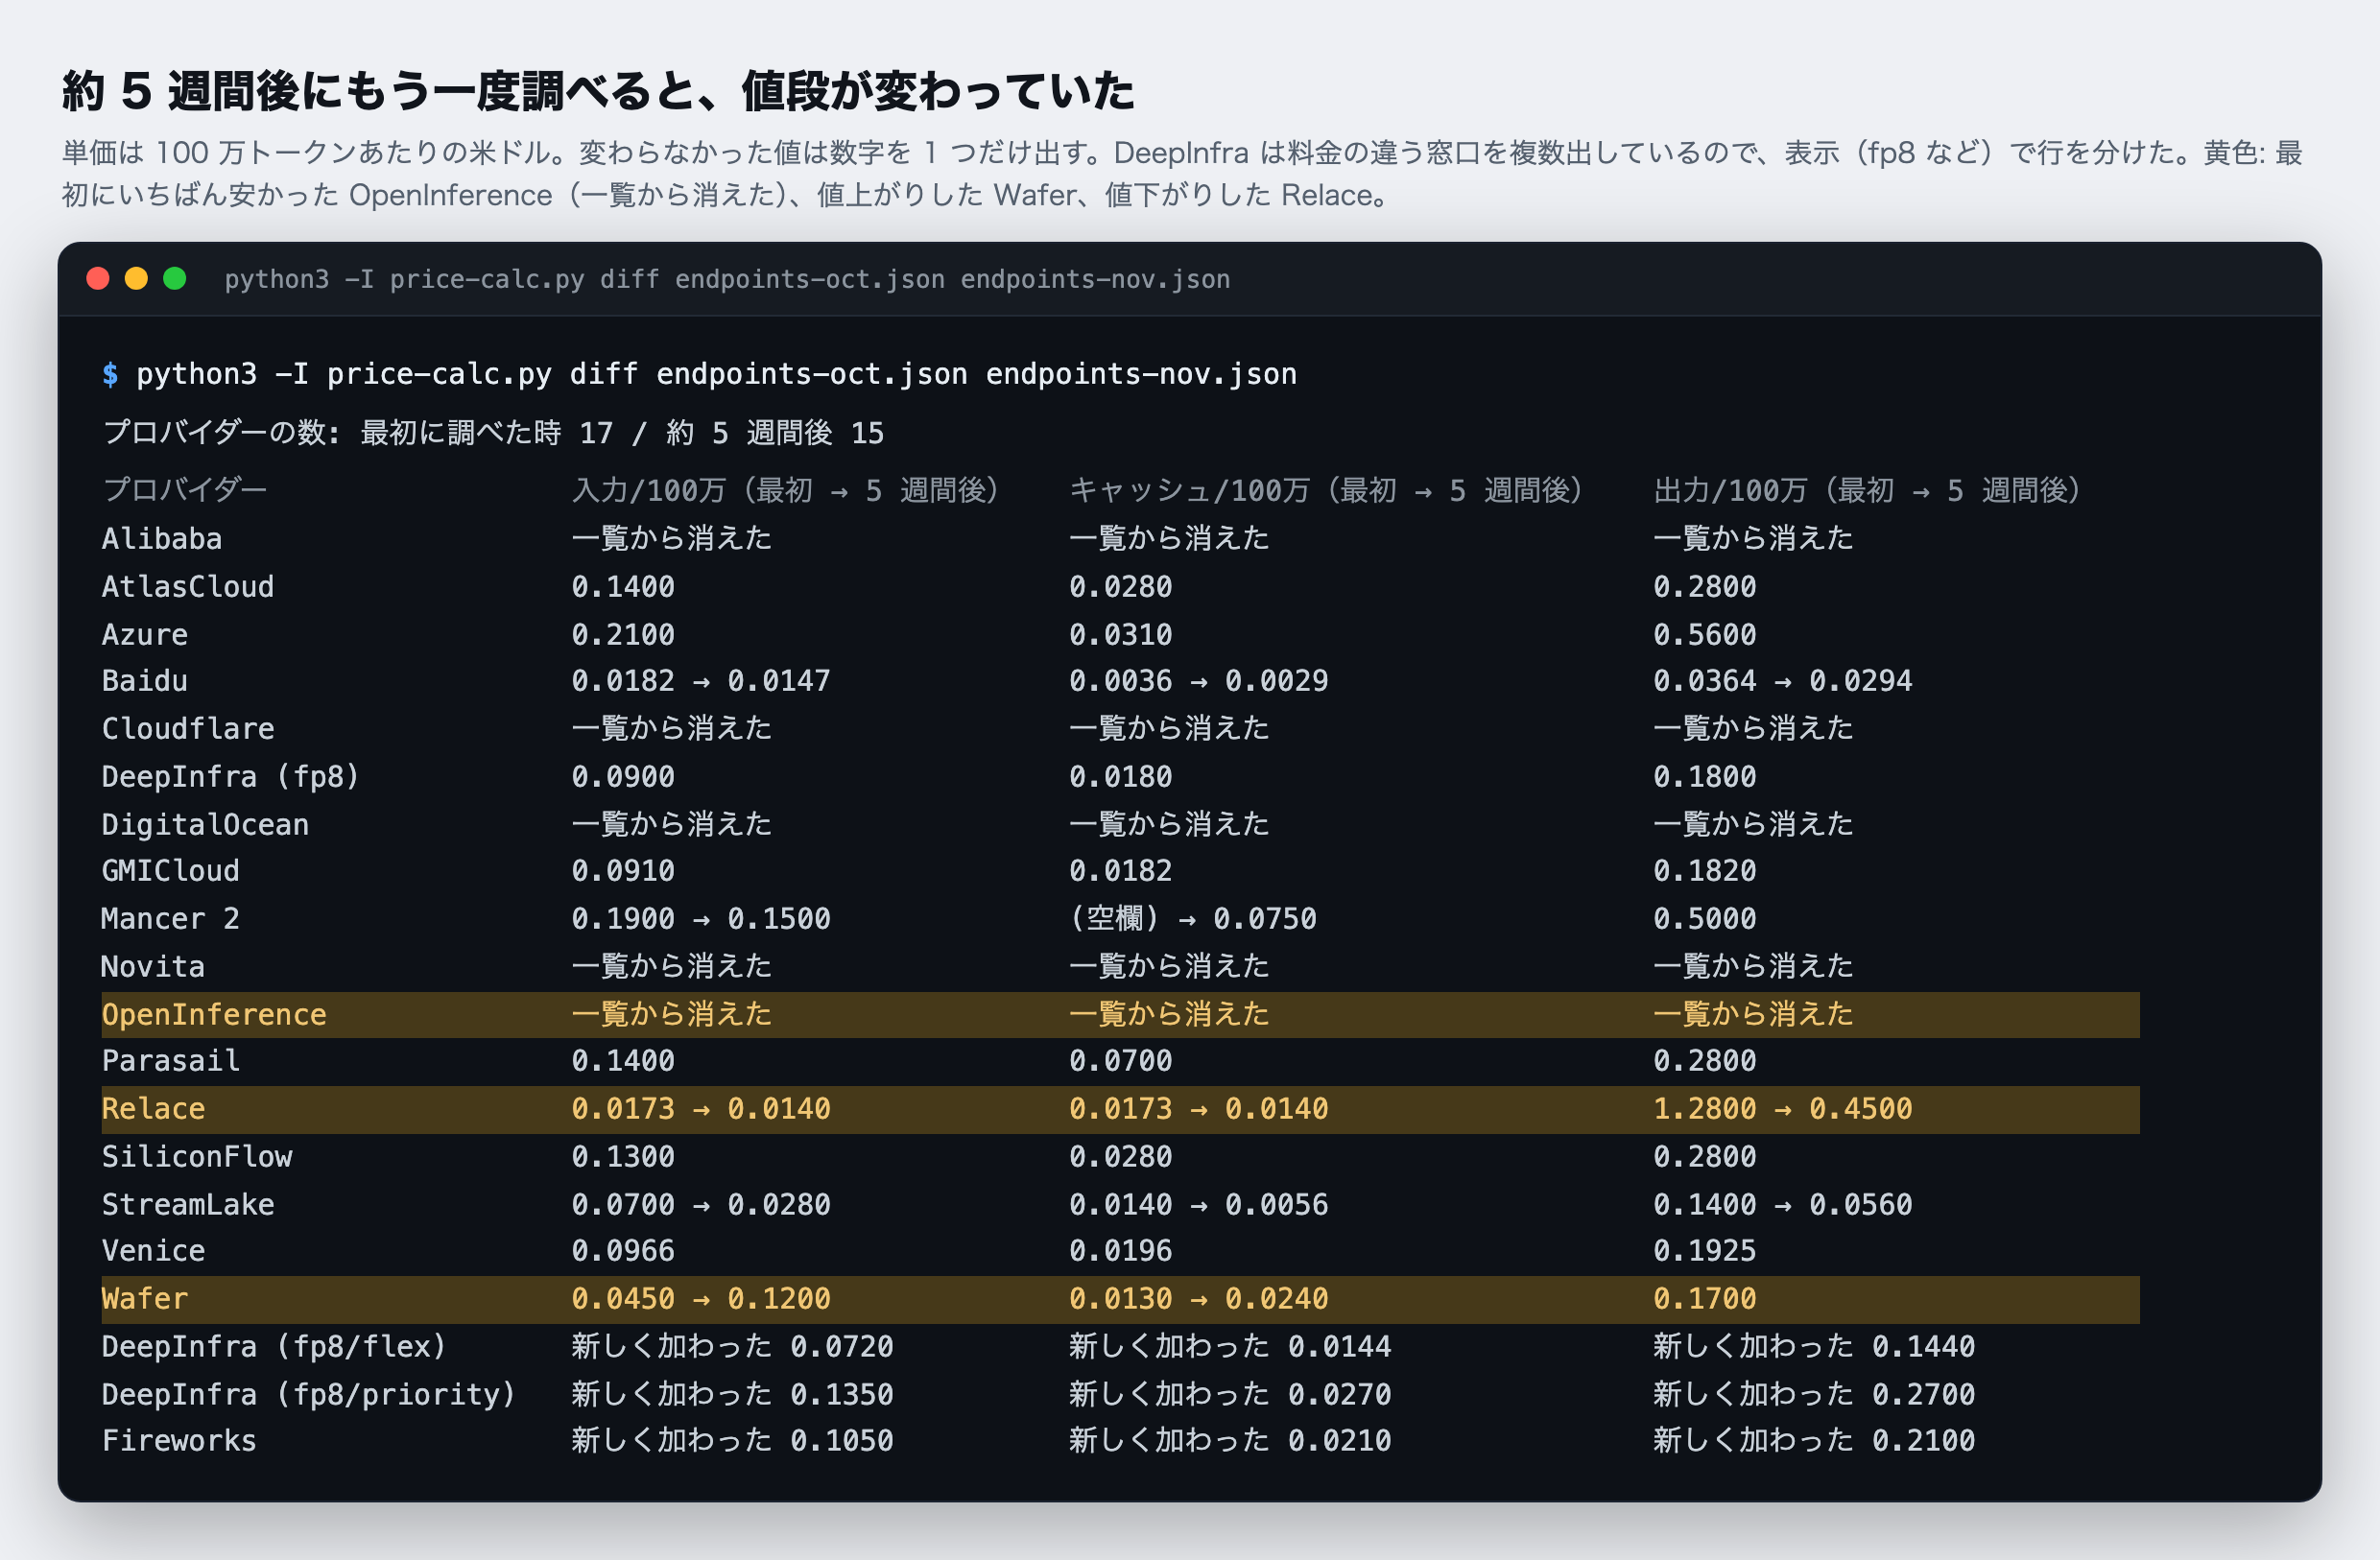 約 5 週間後にもう一度調べると、値段が変わっていた
単価は 100 万トークンあたりの米ドル。変わらなかった値は数字を 1 つだけ出す。DeepInfra は料金の違う窓口を複数出しているので、表示（fp8 など）で行を分けた。黄色: 最
初にいちばん安かった OpenInference（一覧から消えた）、値上がりした Wafer、値下がりした Relace。
python3 -I price-calc.py diff endpoints-oct.json endpoints-nov.json
$ python3 -I price-calc.py diff endpoints-oct.json endpoints-nov.json
プロバイダーの数: 最初に調べた時 17 / 約 5 週間後 15
プロバイダー 入力/100万（最初 → 5 週間後） キャッシュ/100万（最初 → 5 週間後） 出力/100万（最初 → 5 週間後）
Alibaba 一覧から消えた 一覧から消えた 一覧から消えた
AtlasCloud 0.1400 0.0280 0.2800
Azure 0.2100 0.0310 0.5600
Baidu 0.0182 → 0.0147 0.0036 → 0.0029 0.0364 → 0.0294
Cloudflare 一覧から消えた 一覧から消えた 一覧から消えた
DeepInfra (fp8) 0.0900 0.0180 0.1800
DigitalOcean 一覧から消えた 一覧から消えた 一覧から消えた
GMICloud 0.0910 0.0182 0.1820
Mancer 2 0.1900 → 0.1500 (空欄) → 0.0750 0.5000
Novita 一覧から消えた 一覧から消えた 一覧から消えた
OpenInference 一覧から消えた 一覧から消えた 一覧から消えた
Parasail 0.1400 0.0700 0.2800
Relace 0.0173 → 0.0140 0.0173 → 0.0140 1.2800 → 0.4500
SiliconFlow 0.1300 0.0280 0.2800
StreamLake 0.0700 → 0.0280 0.0140 → 0.0056 0.1400 → 0.0560
Venice 0.0966 0.0196 0.1925
Wafer 0.0450 → 0.1200 0.0130 → 0.0240 0.1700
DeepInfra (fp8/flex) 新しく加わった 0.0720 新しく加わった 0.0144 新しく加わった 0.1440
DeepInfra (fp8/priority) 新しく加わった 0.1350 新しく加わった 0.0270 新しく加わった 0.2700
Fireworks 新しく加わった 0.1050 新しく加わった 0.0210 新しく加わった 0.2100